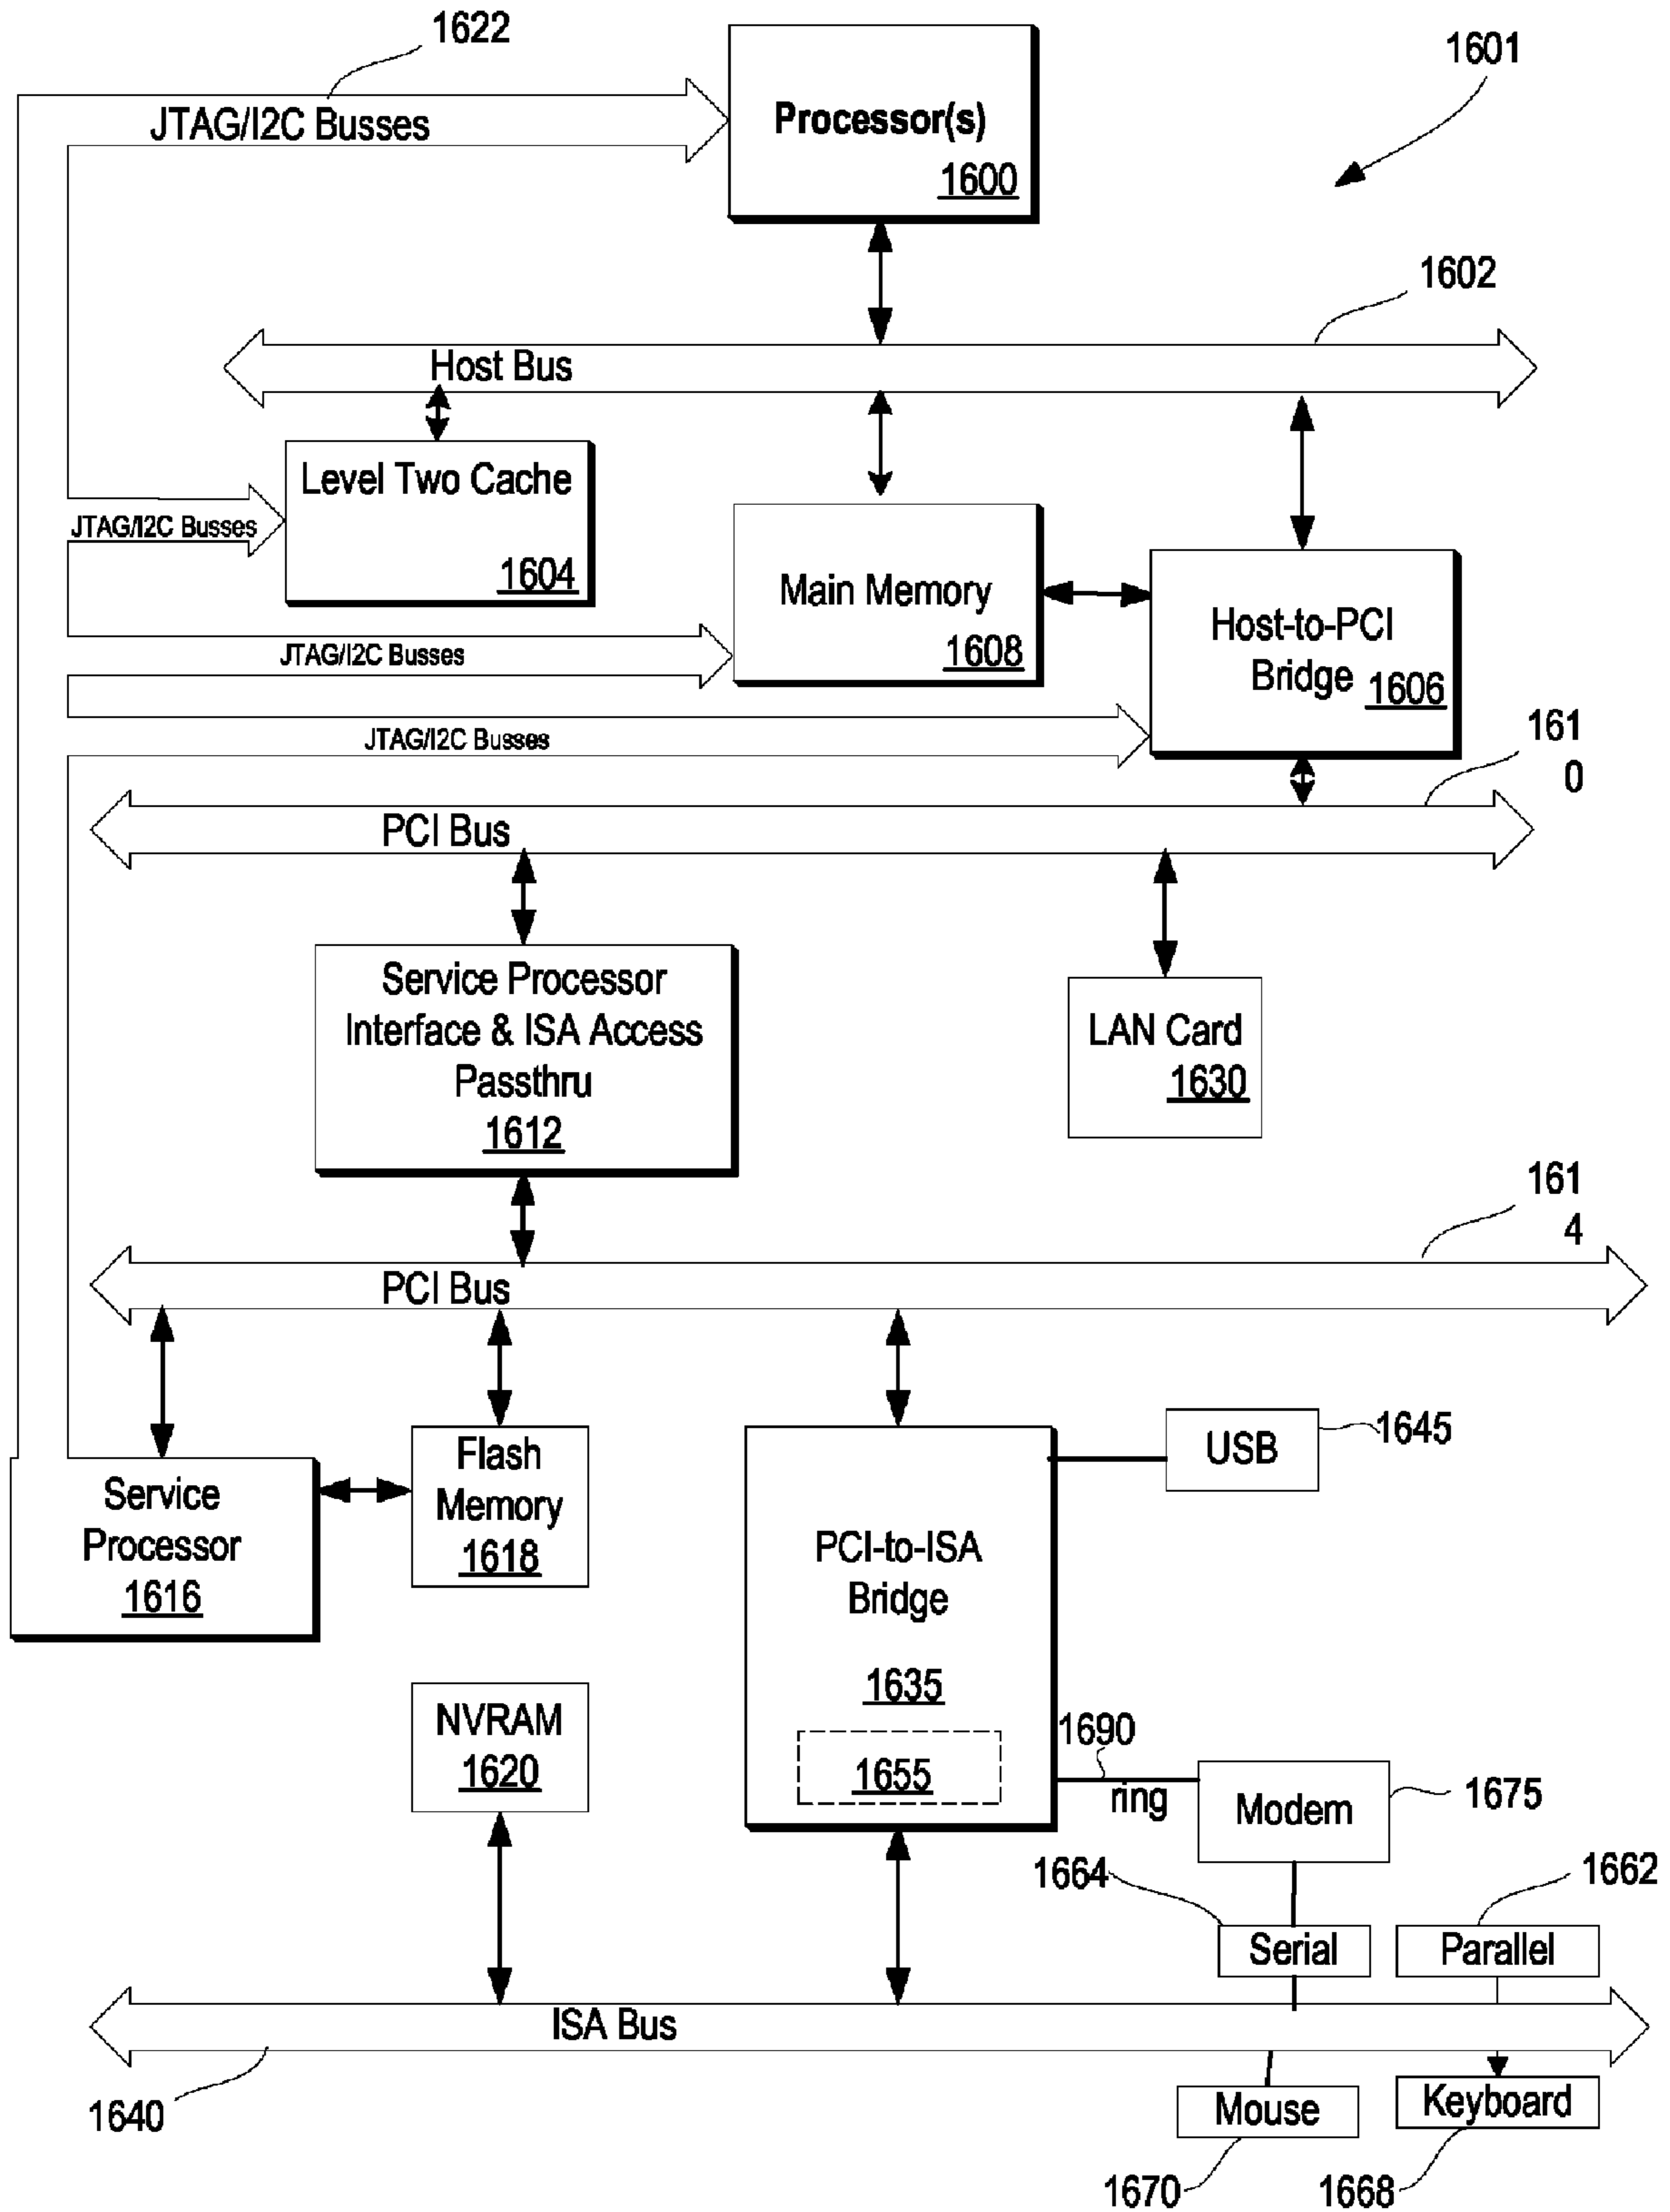 1622
1601
JTAG/I2C Busses
Processor(s)
1600
1602
Host Bus
Level Two Cache
1604
JTAG/I2C Busses
Main Memory
1608
Host-to-PCI
Bridge 1606
JTAG/I2C Busses
JTAG/I2C Busses
161
0
PCI Bus
Service Processor
Interface & ISA Access
Passthru
1612
LAN Card
1630
161
4
PCI Bus
Service
Processor
1616
Flash
Memory
1618
PCI-to-ISA
Bridge
1635
1655
USB
1645
NVRAM
1620
1690
ring
Modem
1675
1664
1662
Serial
Parallel
ISA Bus
1640
Mouse
Keyboard
1670
1668